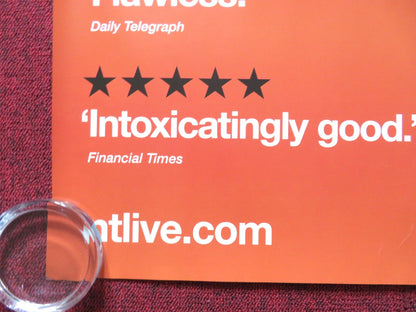 'Flawless.'
Daily Telegraph
★★★★★
'Intoxicatingly good.'
Financial Times
ntlive.com